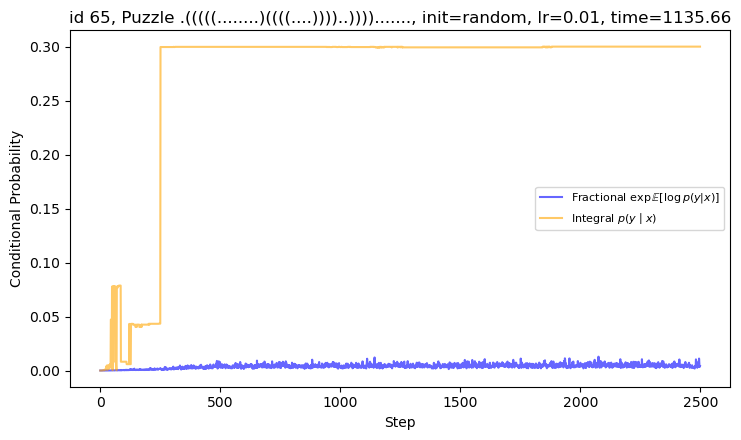 id 65, Puzzle .(((((........)((((....))))..))))......., init=random, lr=0.01, time=1135.66
0.30
0.25
0.20
0.15
0.10
0.05
0.00
Conditional Probability
Fractional exp𝔼[log p(y|x)]
Integral p(y | x)
0
500
1000
1500
2000
2500
Step